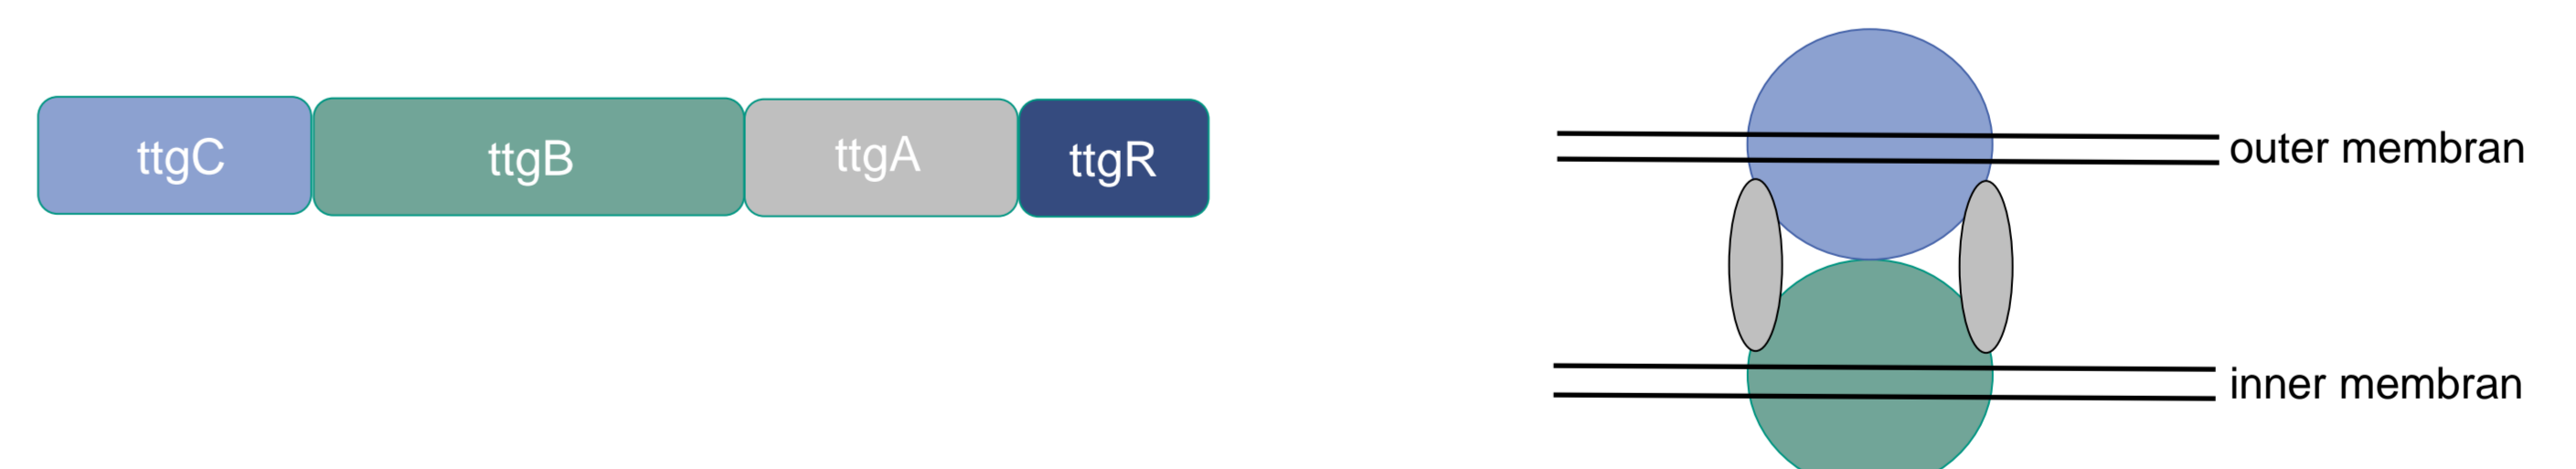 ttgC
ttgB
ttgA
ttgR
outer membran
inner membran